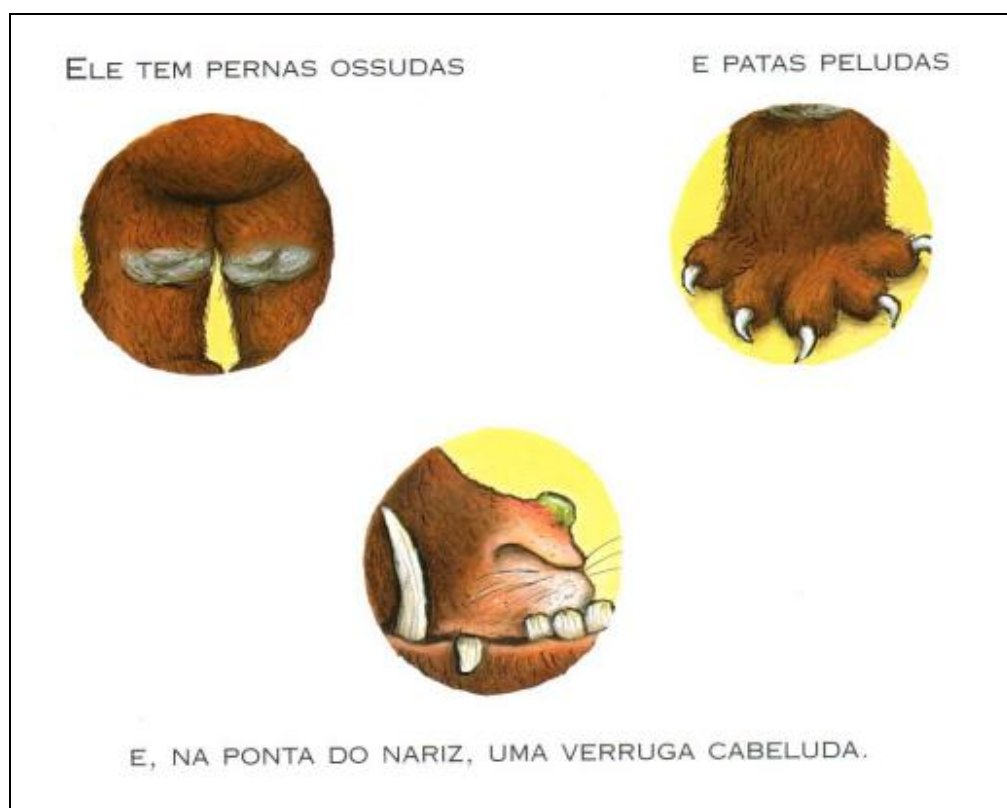 ELE TEM PERNAS OSSUDAS
E PATAS PELUDAS
E, NA PONTA DO NARIZ, UMA VERRUGA CABELUDA.